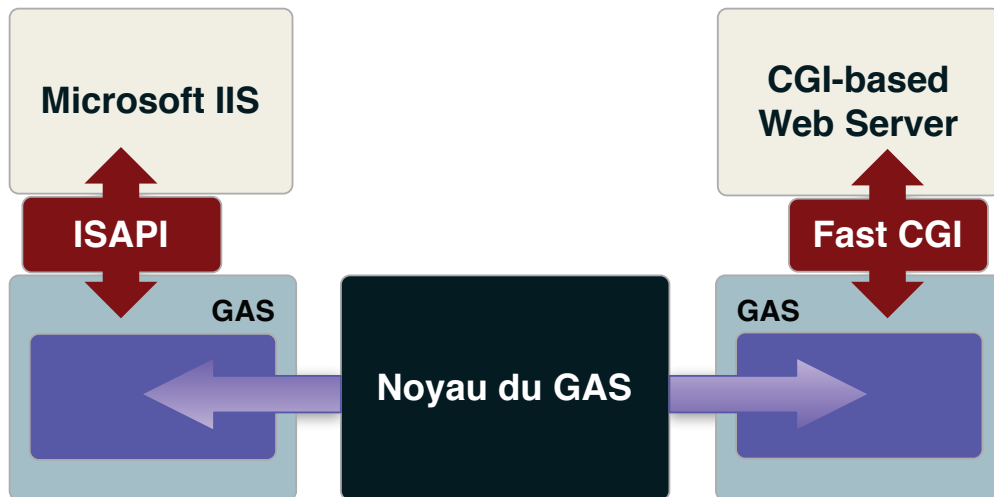 Microsoft IIS
CGI-based
Web Server
ISAPI
Fast CGI
GAS
GAS
Noyau du GAS